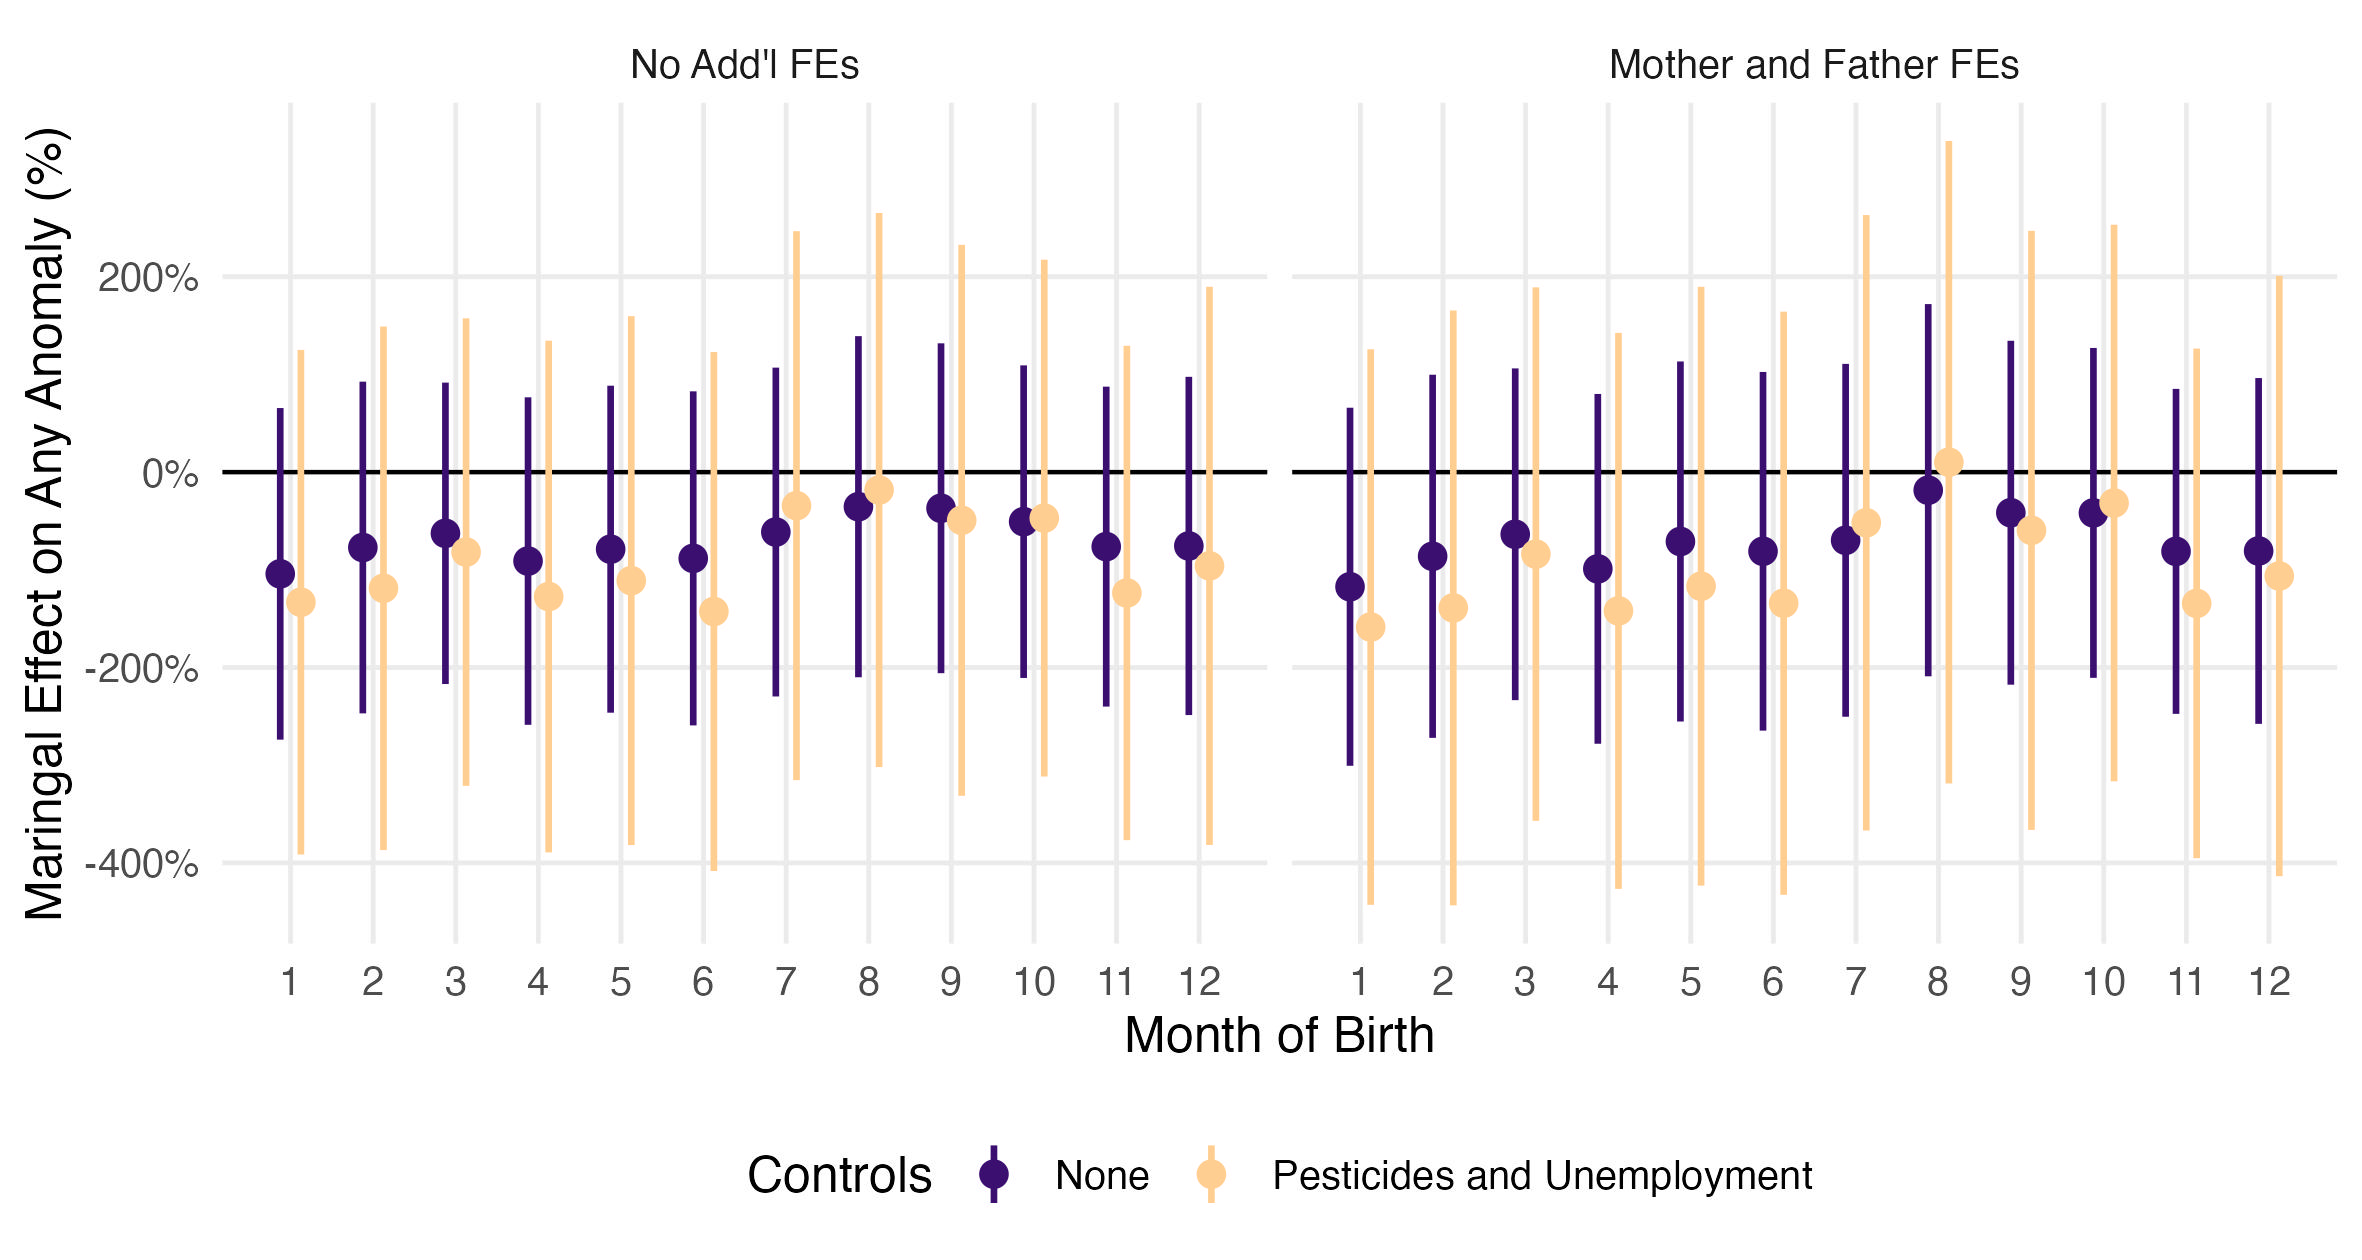 No Add'l FEs
Mother and Father FEs
Maringal Effect on Any Anomaly (%)
200%
0%
-200%
-400%
1 2 3 4 5 6 7 8 9 10 11 12
1 2 3 4 5 6 7 8 9 10 11 12
Month of Birth
Controls None Pesticides and Unemployment